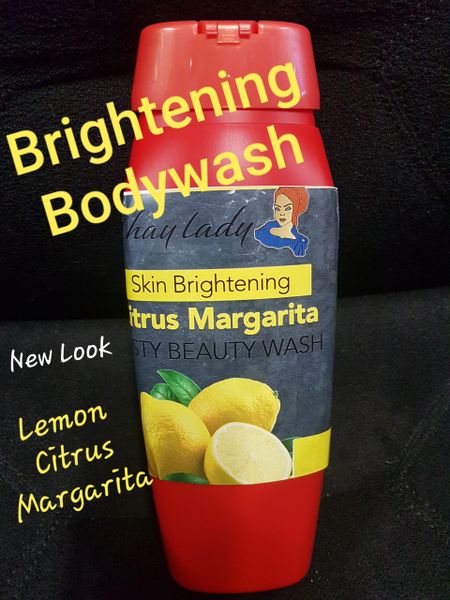 Brightening
Bodywash
hay lady
Skin Brightening
itrus Margarita
STY BEAUTY WASH
New Look
Lemon
Citrus
Margarita